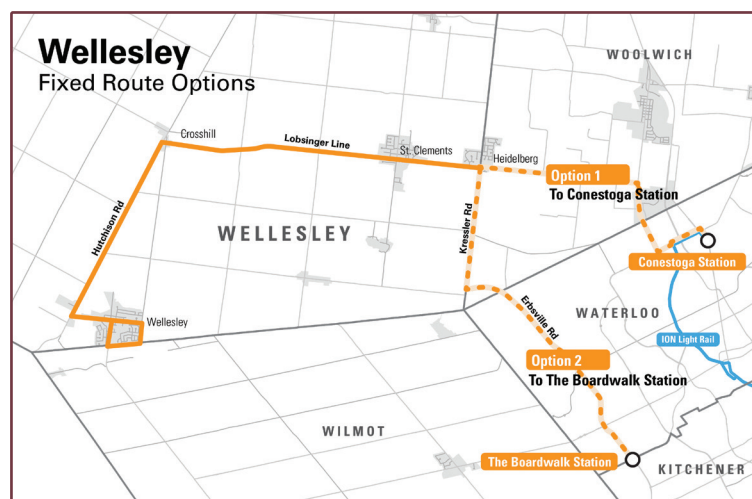 Wellesley
Fixed Route Options
WOOLWICH
Crosshill
Lobsinger Line
St. Clements
Heidelberg
Option 1
To Conestoga Station
Hutchison Rd
WELLESLEY
Kressler Rd
Conestoga Station
Erbsville Rd
WATERLOO
Wellesley
ION Light Rail
Option 2
To The Boardwalk Station
WILMOT
The Boardwalk Station
KITCHENER